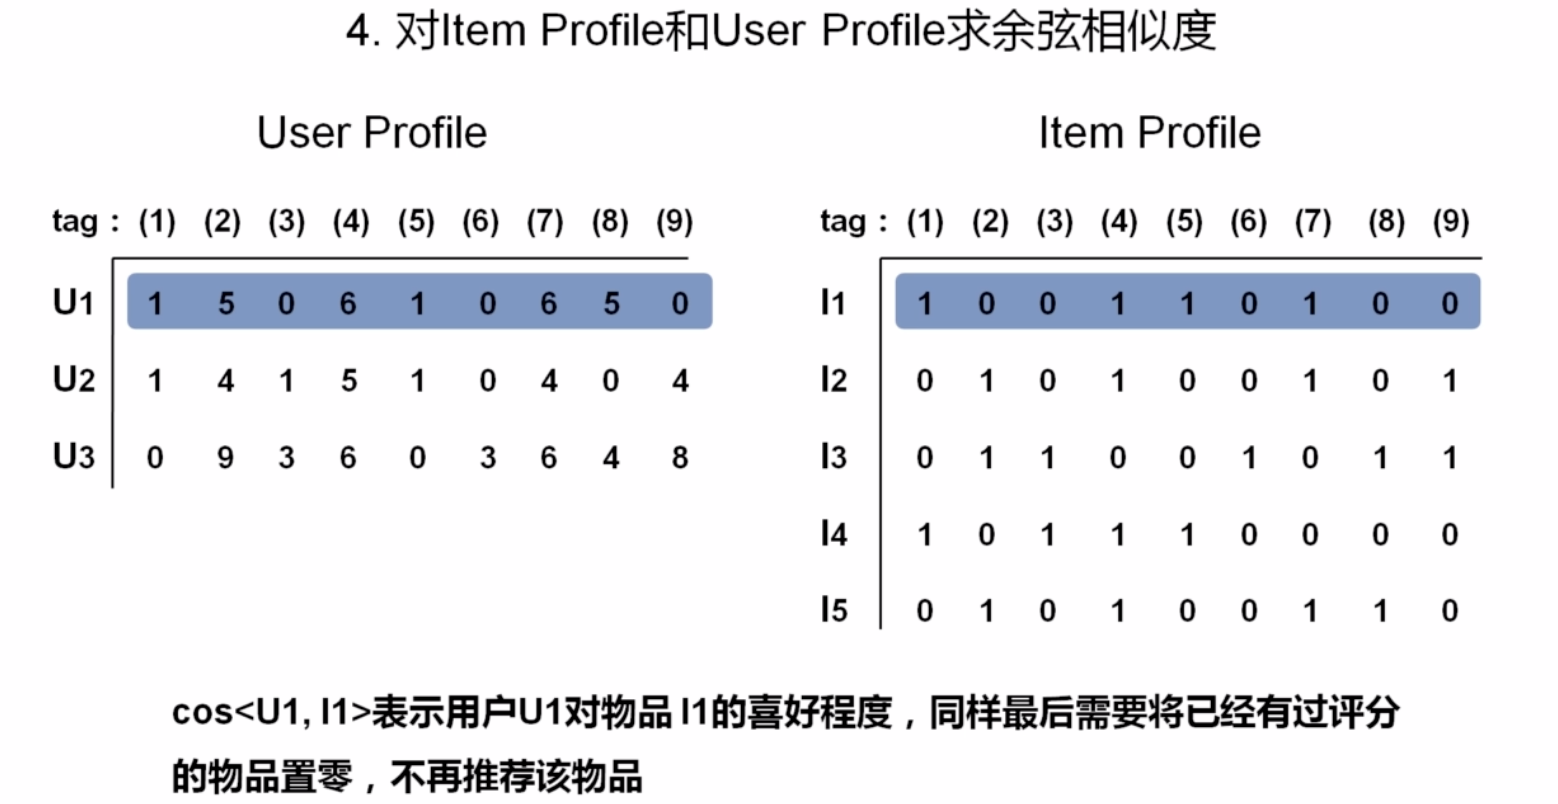 4. 对Item Profile和User Profile求余弦相似度
User Profile
tag : (1) (2) (3) (4) (5) (6) (7) (8) (9)
U1 1 5 0 6 1 0 6 5 0
U2 1 4 1 5 1 0 4 0 4
U3 0 9 3 6 0 3 6 4 8
Item Profile
tag : (1) (2) (3) (4) (5) (6) (7) (8) (9)
I1 1 0 0 1 1 0 1 0 0
I2 0 1 0 1 0 0 1 0 1
I3 0 1 1 0 0 1 0 1 1
I4 1 0 1 1 1 0 0 0 0
I5 0 1 0 1 0 0 1 1 0
cos<U1, I1>表示用户U1对物品 I1的喜好程度，同样最后需要将已经有过评分
的物品置零，不再推荐该物品